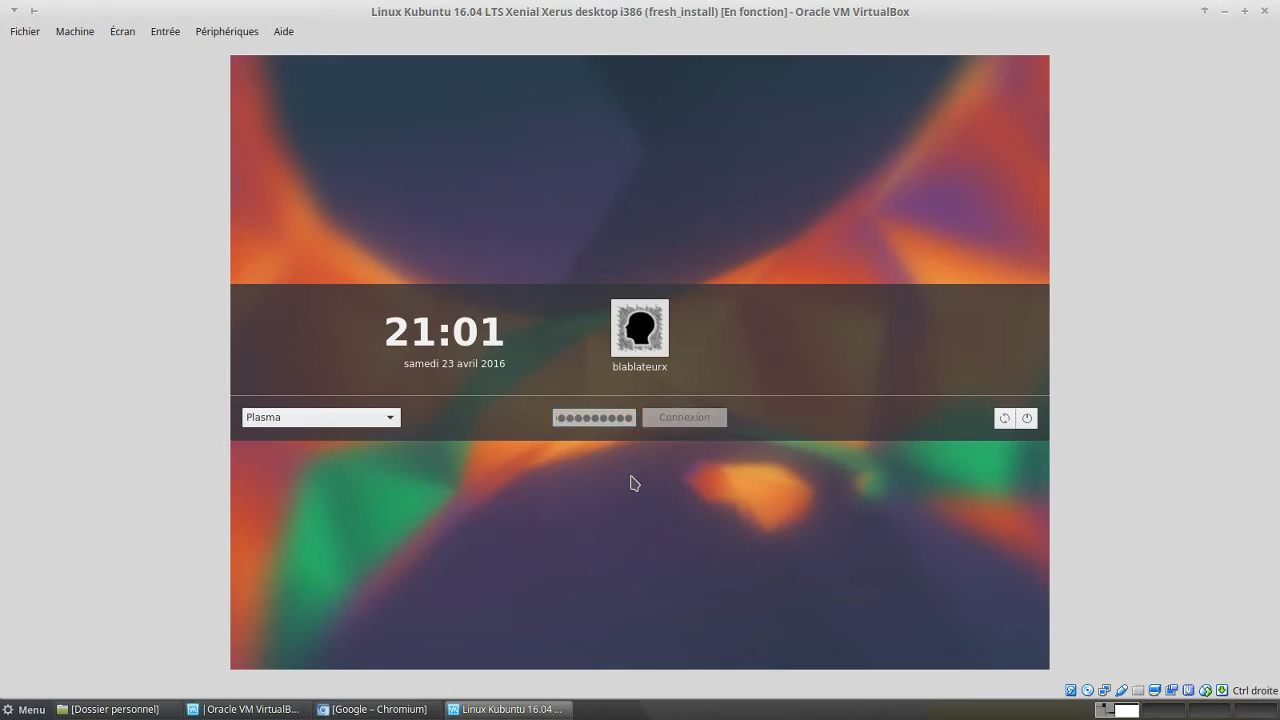 Linux Kubuntu 16.04 LTS Xenial Xerus desktop i386 (fresh_install) [En fonction] - Oracle VM VirtualBox
Fichier Machine Écran Entrée Périphériques Aide
21:01
samedi 23 avril 2016
blablateurx
Plasma
Connexion
Ctrl droite
Menu
[Dossier personnel]
[Oracle VM VirtualB...
[Google – Chromium]
Linux Kubuntu 16.04 ...